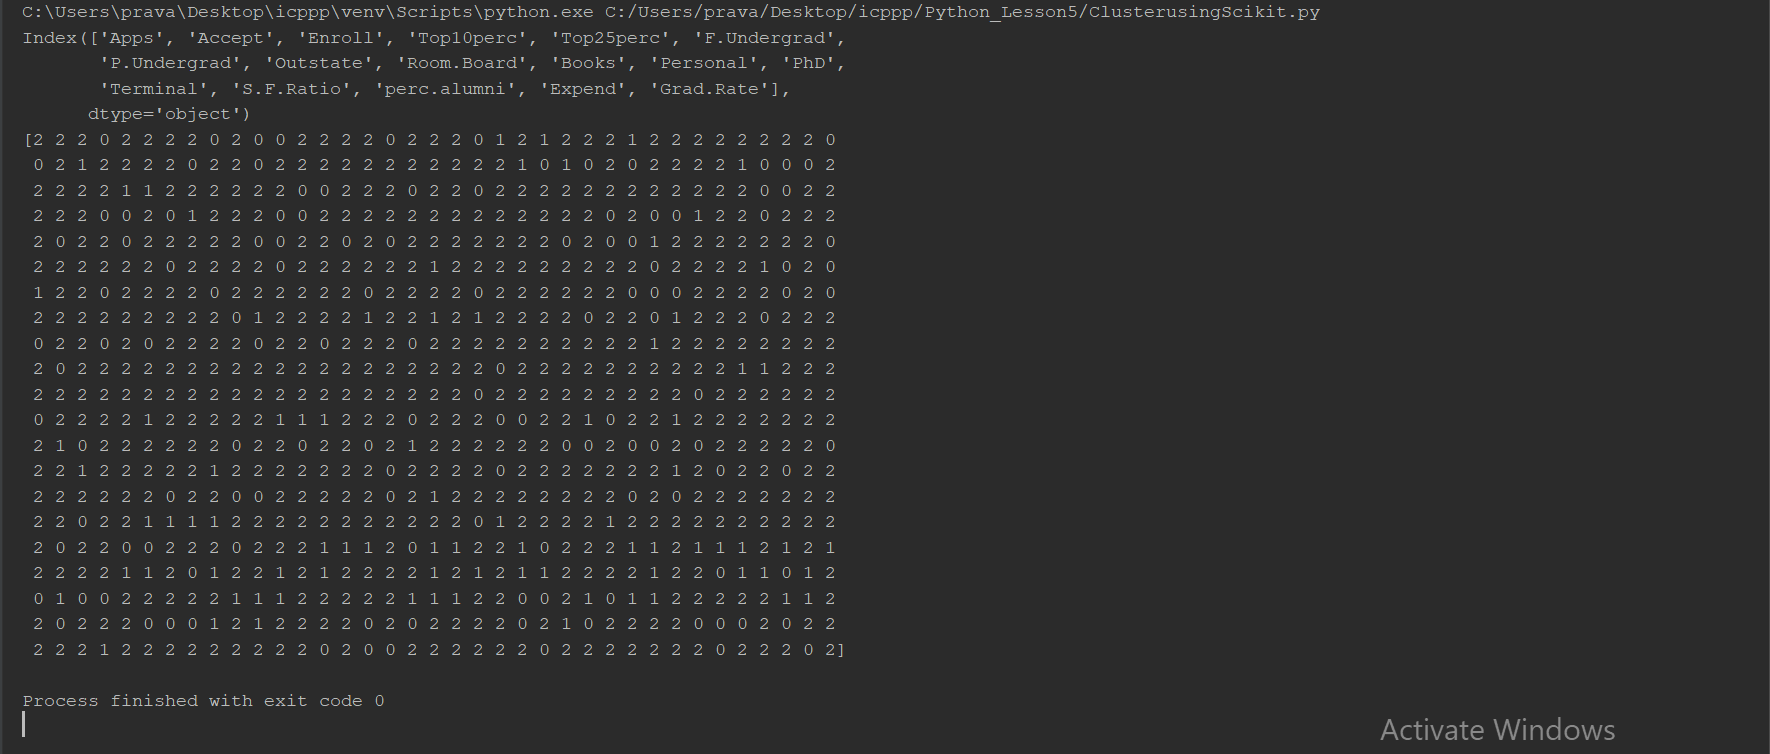 C:\Users\prava\Desktop\icppp\venv\Scripts\python.exe C:/Users/prava/Desktop/icppp/Python_Lesson5/ClusterusingScikit.py
Index(['Apps', 'Accept', 'Enroll', 'Top10perc', 'Top25perc', 'F.Undergrad',
       'P.Undergrad', 'Outstate', 'Room.Board', 'Books', 'Personal', 'PhD',
       'Terminal', 'S.F.Ratio', 'perc.alumni', 'Expend', 'Grad.Rate'],
      dtype='object')
[2 2 2 0 2 2 2 2 0 2 0 0 2 2 2 2 0 2 2 2 0 1 2 1 2 2 2 1 2 2 2 2 2 2 2 2 0
 0 2 1 2 2 2 2 0 2 2 0 2 2 2 2 2 2 2 2 2 2 2 1 0 1 0 2 0 2 2 2 2 1 0 0 0 2
 2 2 2 2 1 1 2 2 2 2 2 2 0 0 2 2 2 0 2 2 0 2 2 2 2 2 2 2 2 2 2 2 2 0 0 2 2
 2 2 2 0 0 2 0 1 2 2 2 0 0 2 2 2 2 2 2 2 2 2 2 2 2 2 0 2 0 0 1 2 2 0 2 2 2
 2 0 2 2 0 2 2 2 2 2 0 0 2 2 0 2 0 2 2 2 2 2 2 2 0 2 0 0 1 2 2 2 2 2 2 2 0
 2 2 2 2 2 2 0 2 2 2 2 0 2 2 2 2 2 2 1 2 2 2 2 2 2 2 2 2 0 2 2 2 2 1 0 2 0
 1 2 2 0 2 2 2 2 0 2 2 2 2 2 2 0 2 2 2 2 0 2 2 2 2 2 2 0 0 0 2 2 2 2 0 2 0
 2 2 2 2 2 2 2 2 2 0 1 2 2 2 2 1 2 2 1 2 1 2 2 2 2 0 2 2 0 1 2 2 2 0 2 2 2
 0 2 2 0 2 0 2 2 2 2 0 2 2 0 2 2 2 0 2 2 2 2 2 2 2 2 2 2 1 2 2 2 2 2 2 2 2
 2 0 2 2 2 2 2 2 2 2 2 2 2 2 2 2 2 2 2 2 2 0 2 2 2 2 2 2 2 2 2 2 1 1 2 2 2
 2 2 2 2 2 2 2 2 2 2 2 2 2 2 2 2 2 2 2 2 0 2 2 2 2 2 2 2 2 2 0 2 2 2 2 2 2
 0 2 2 2 2 1 2 2 2 2 2 1 1 1 2 2 2 0 2 2 2 0 0 2 2 1 0 2 2 1 2 2 2 2 2 2 2
 2 1 0 2 2 2 2 2 2 0 2 2 0 2 2 0 2 1 2 2 2 2 2 2 0 0 2 0 0 2 0 2 2 2 2 2 0
 2 2 1 2 2 2 2 2 1 2 2 2 2 2 2 2 0 2 2 2 2 0 2 2 2 2 2 2 2 1 2 0 2 2 0 2 2
 2 2 2 2 2 2 0 2 2 0 0 2 2 2 2 2 0 2 1 2 2 2 2 2 2 2 2 0 2 0 2 2 2 2 2 2 2
 2 2 0 2 2 1 1 1 1 2 2 2 2 2 2 2 2 2 2 2 0 1 2 2 2 2 1 2 2 2 2 2 2 2 2 2 2
 2 0 2 2 0 0 2 2 2 0 2 2 2 1 1 1 2 0 1 1 2 2 1 0 2 2 2 1 1 2 1 1 1 2 1 2 1
 2 2 2 2 1 1 2 0 1 2 2 1 2 1 2 2 2 2 1 2 1 2 1 1 2 2 2 2 1 2 2 0 1 1 0 1 2
 0 1 0 0 2 2 2 2 2 1 1 1 2 2 2 2 2 1 1 1 2 2 0 0 2 1 0 1 1 2 2 2 2 2 1 1 2
 2 0 2 2 2 0 0 0 1 2 1 2 2 2 2 0 2 0 2 2 2 2 0 2 1 0 2 2 2 2 0 0 0 2 0 2 2
 2 2 2 1 2 2 2 2 2 2 2 2 2 0 2 0 0 2 2 2 2 2 2 0 2 2 2 2 2 2 2 0 2 2 2 0 2]
Process finished with exit code 0
Activate Windows